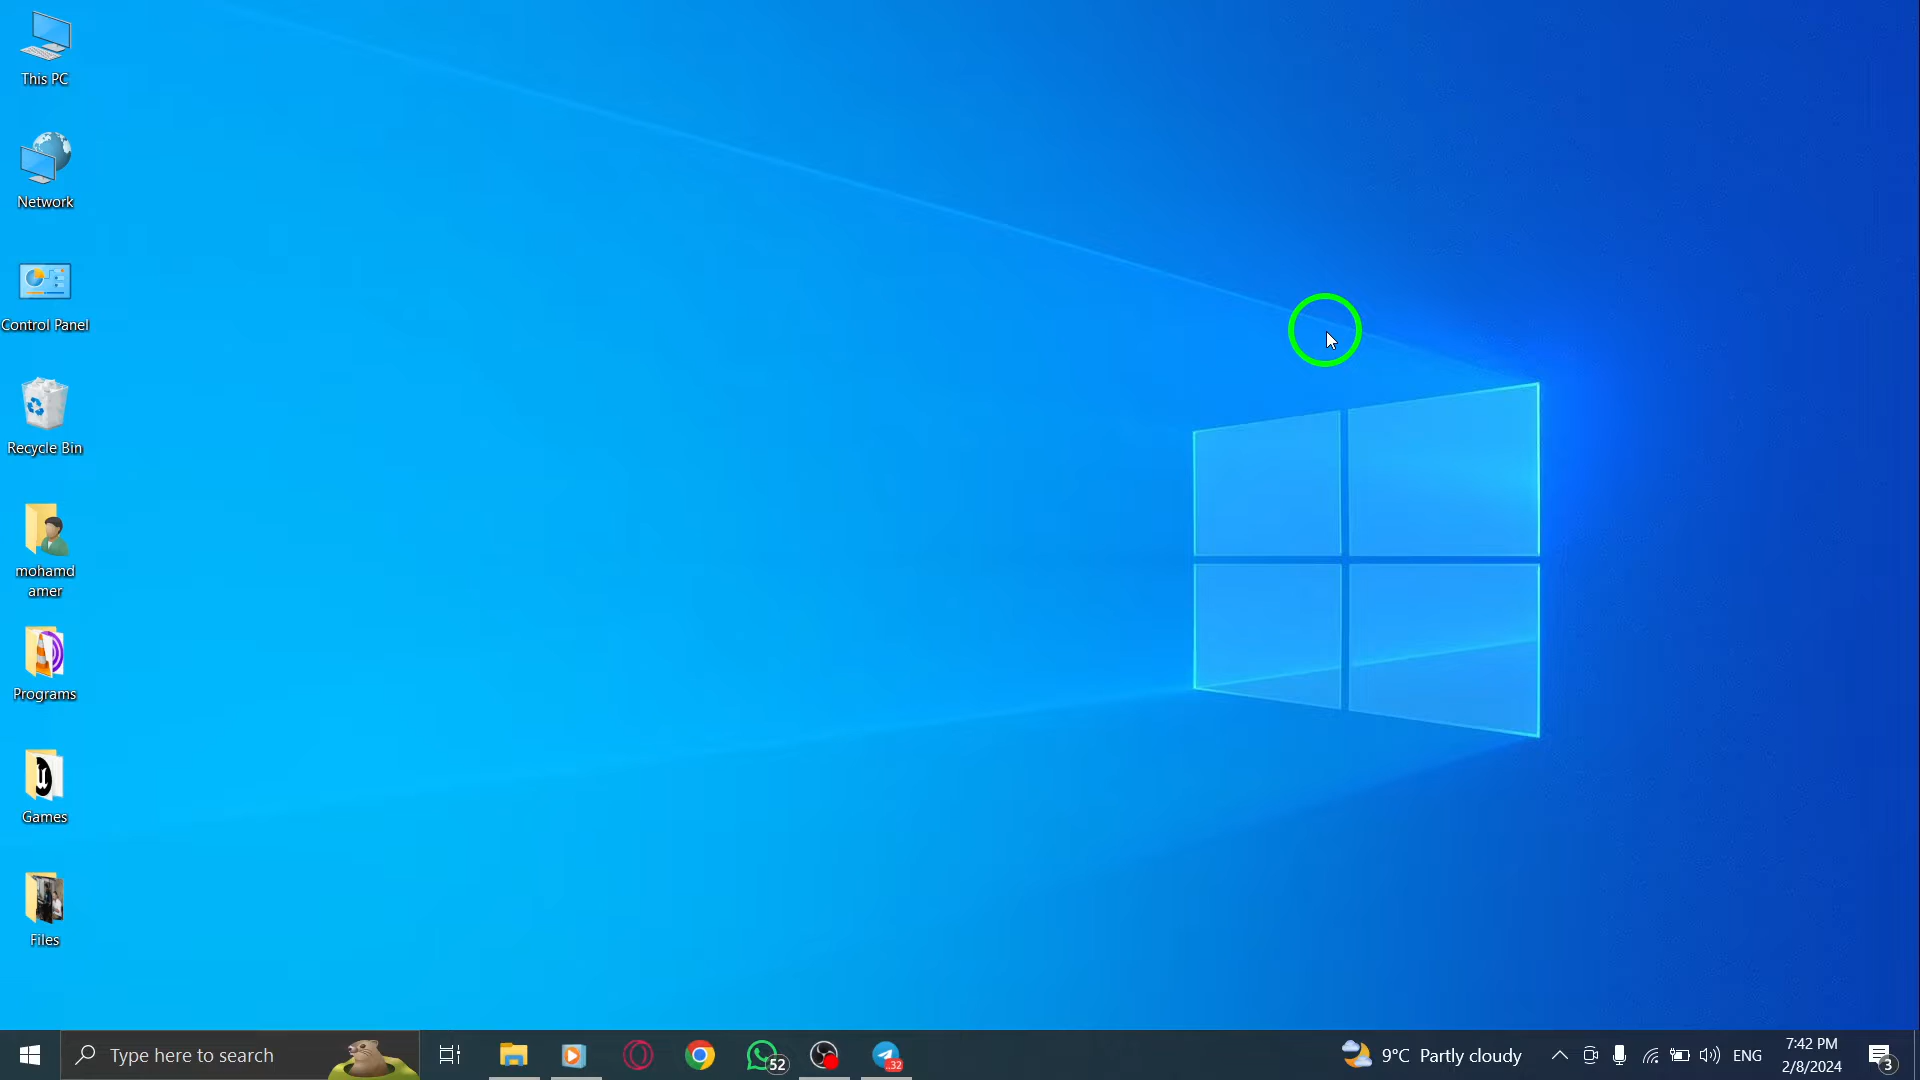 This PC
Network
Control Panel
Recycle Bin
mohamd
amer
Programs
Games
Files
Type here to search
52
..32
9°C Partly cloudy
ENG
7:42 PM
2/8/2024
3